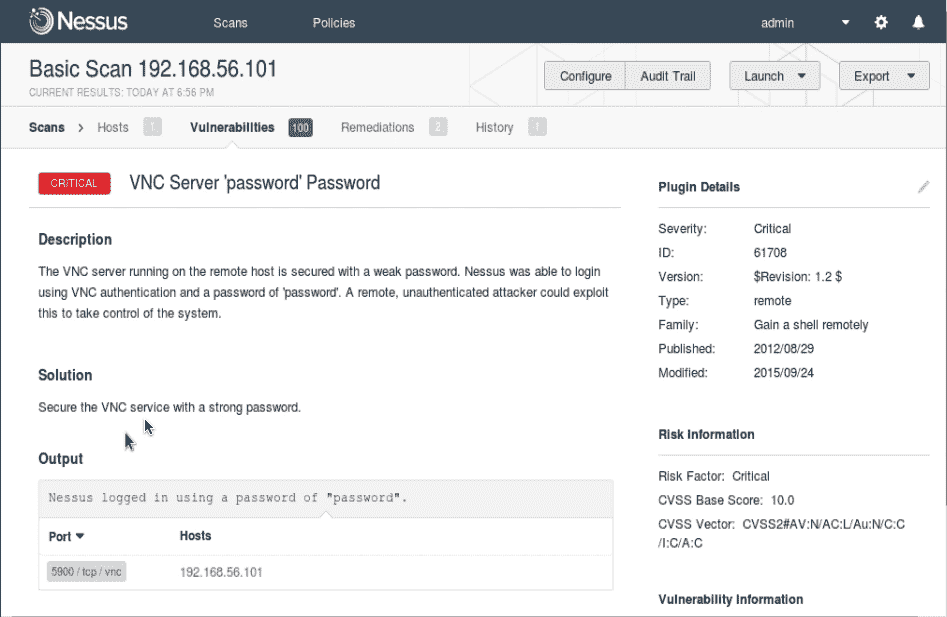 Nessus Scans Policies admin
Basic Scan 192.168.56.101
CURRENT RESULTS: TODAY AT 6:56 PM
Configure Audit Trail Launch Export
Scans > Hosts 1 Vulnerabilities 100 Remediations 2 History 1
CRITICAL VNC Server 'password' Password
Description
The VNC server running on the remote host is secured with a weak password. Nessus was able to login
using VNC authentication and a password of 'password'. A remote, unauthenticated attacker could exploit
this to take control of the system.
Solution
Secure the VNC service with a strong password.
Output
Nessus logged in using a password of "password".
Port Hosts
5900 / tcp / vnc 192.168.56.101
Plugin Details
Severity: Critical
ID: 61708
Version: $Revision: 1.2 $
Type: remote
Family: Gain a shell remotely
Published: 2012/08/29
Modified: 2015/09/24
Risk Information
Risk Factor: Critical
CVSS Base Score: 10.0
CVSS Vector: CVSS2#AV:N/AC:L/Au:N/C:C
/I:C/A:C
Vulnerability Information